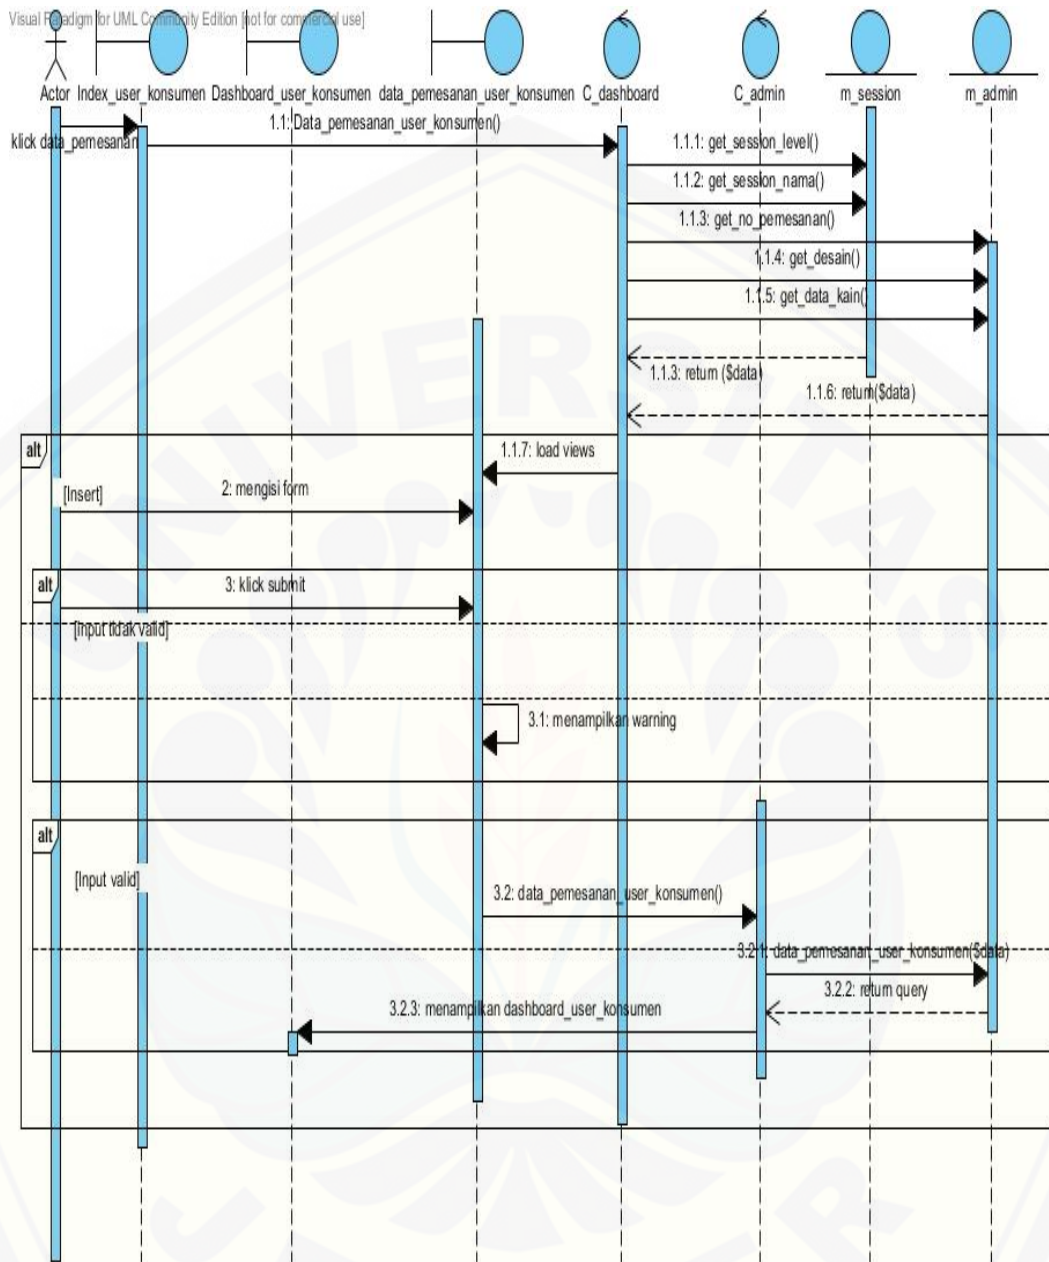 Visual Paradigm for UML Community Edition [not for commercial use]
Actor Index_user_konsumen Dashboard_user_konsumen data_pemesanan_user_konsumen C_dashboard C_admin m_session m_admin
klick data_pemesanan
1.1: Data_pemesanan_user_konsumen()
1.1.1: get_session_level()
1.1.2: get_session_nama()
1.1.3: get_no_pemesanan()
1.1.4: get_desain()
1.1.5: get_data_kain()
1.1.3: return ($data)
1.1.6: return($data)
alt
1.1.7: load views
[Insert]
2: mengisi form
alt
3: klick submit
[input tidak valid]
3.1: menampilkan warning
alt
[Input valid]
3.2: data_pemesanan_user_konsumen()
3.2.1: data_pemesanan_user_konsumen($data)
3.2.2: return query
3.2.3: menampilkan dashboard_user_konsumen
UNIVERSITAS